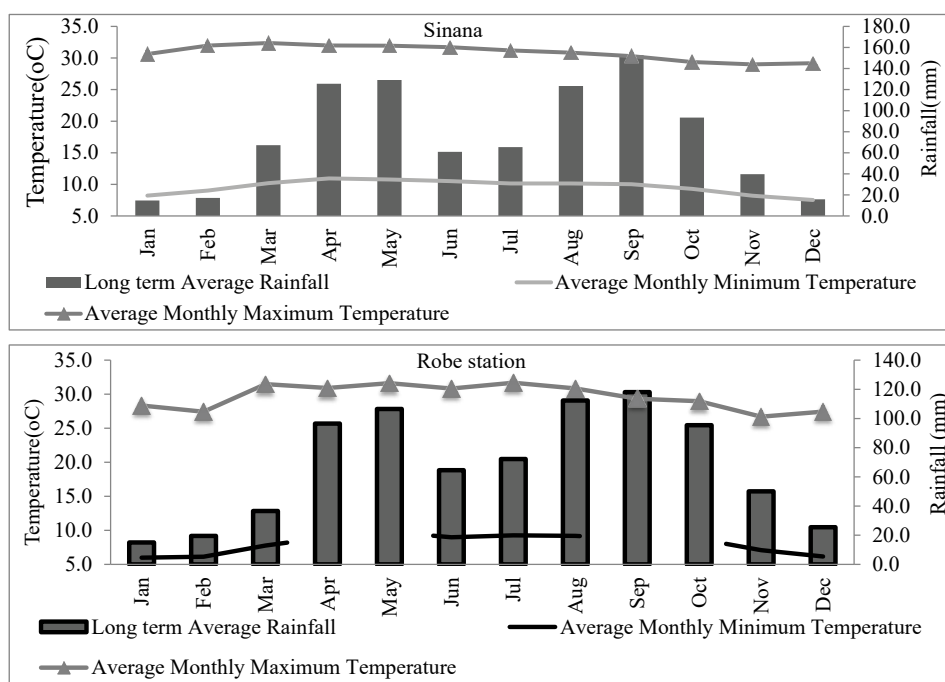 Sinana
Temperature(oC)
35.0
30.0
25.0
20.0
15.0
10.0
5.0
180.0
160.0
140.0
120.0
100.0
80.0
60.0
40.0
20.0
0.0
Rainfall(mm)
Jan Feb Mar Apr May Jun Jul Aug Sep Oct Nov Dec
Long term Average Rainfall Average Monthly Minimum Temperature
Average Monthly Maximum Temperature
Robe station
Temperature(oC)
35.0
30.0
25.0
20.0
15.0
10.0
5.0
140.0
120.0
100.0
80.0
60.0
40.0
20.0
0.0
Rainfall (mm)
Jan Feb Mar Apr May Jun Jul Aug Sep Oct Nov Dec
Long term Average Rainfall Average Monthly Minimum Temperature
Average Monthly Maximum Temperature